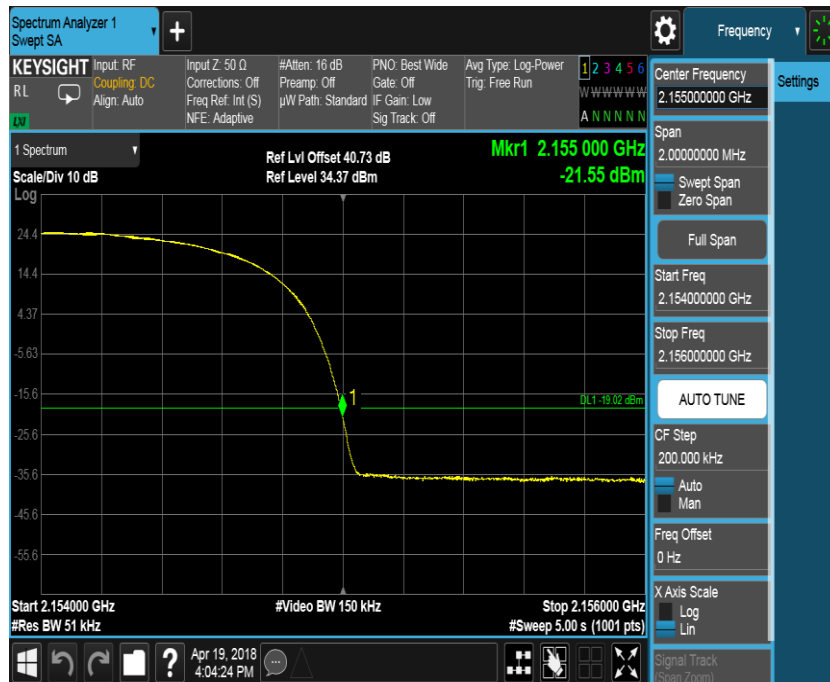 Spectrum Analyzer 1
Swept SA
+
Frequency
KEYSIGHT
RL
LXI
Input: RF
Coupling: DC
Align: Auto
Input Z: 50 Ω
Corrections: Off
Freq Ref: Int (S)
NFE: Adaptive
#Atten: 16 dB
Preamp: Off
µW Path: Standard
PNO: Best Wide
Gate: Off
IF Gain: Low
Sig Track: Off
Avg Type: Log-Power
Trig: Free Run
1 2 3 4 5 6
W W W W W W
A N N N N N
1 Spectrum
Scale/Div 10 dB
Log
Ref Lvl Offset 40.73 dB
Ref Level 34.37 dBm
Mkr1 2.155 000 GHz
-21.55 dBm
24.4
14.4
4.37
-5.63
-15.6
-25.6
-35.6
-45.6
-55.6
1
DL1 -19.02 dBm
Start 2.154000 GHz
#Res BW 51 kHz
#Video BW 150 kHz
Stop 2.156000 GHz
#Sweep 5.00 s (1001 pts)
Center Frequency
2.155000000 GHz
Span
2.00000000 MHz
Swept Span
Zero Span
Full Span
Start Freq
2.154000000 GHz
Stop Freq
2.156000000 GHz
AUTO TUNE
CF Step
200.000 kHz
Auto
Man
Freq Offset
0 Hz
X Axis Scale
Log
Lin
Signal Track
(Span Zoom)
Settings
?
Apr 19, 2018
4:04:24 PM